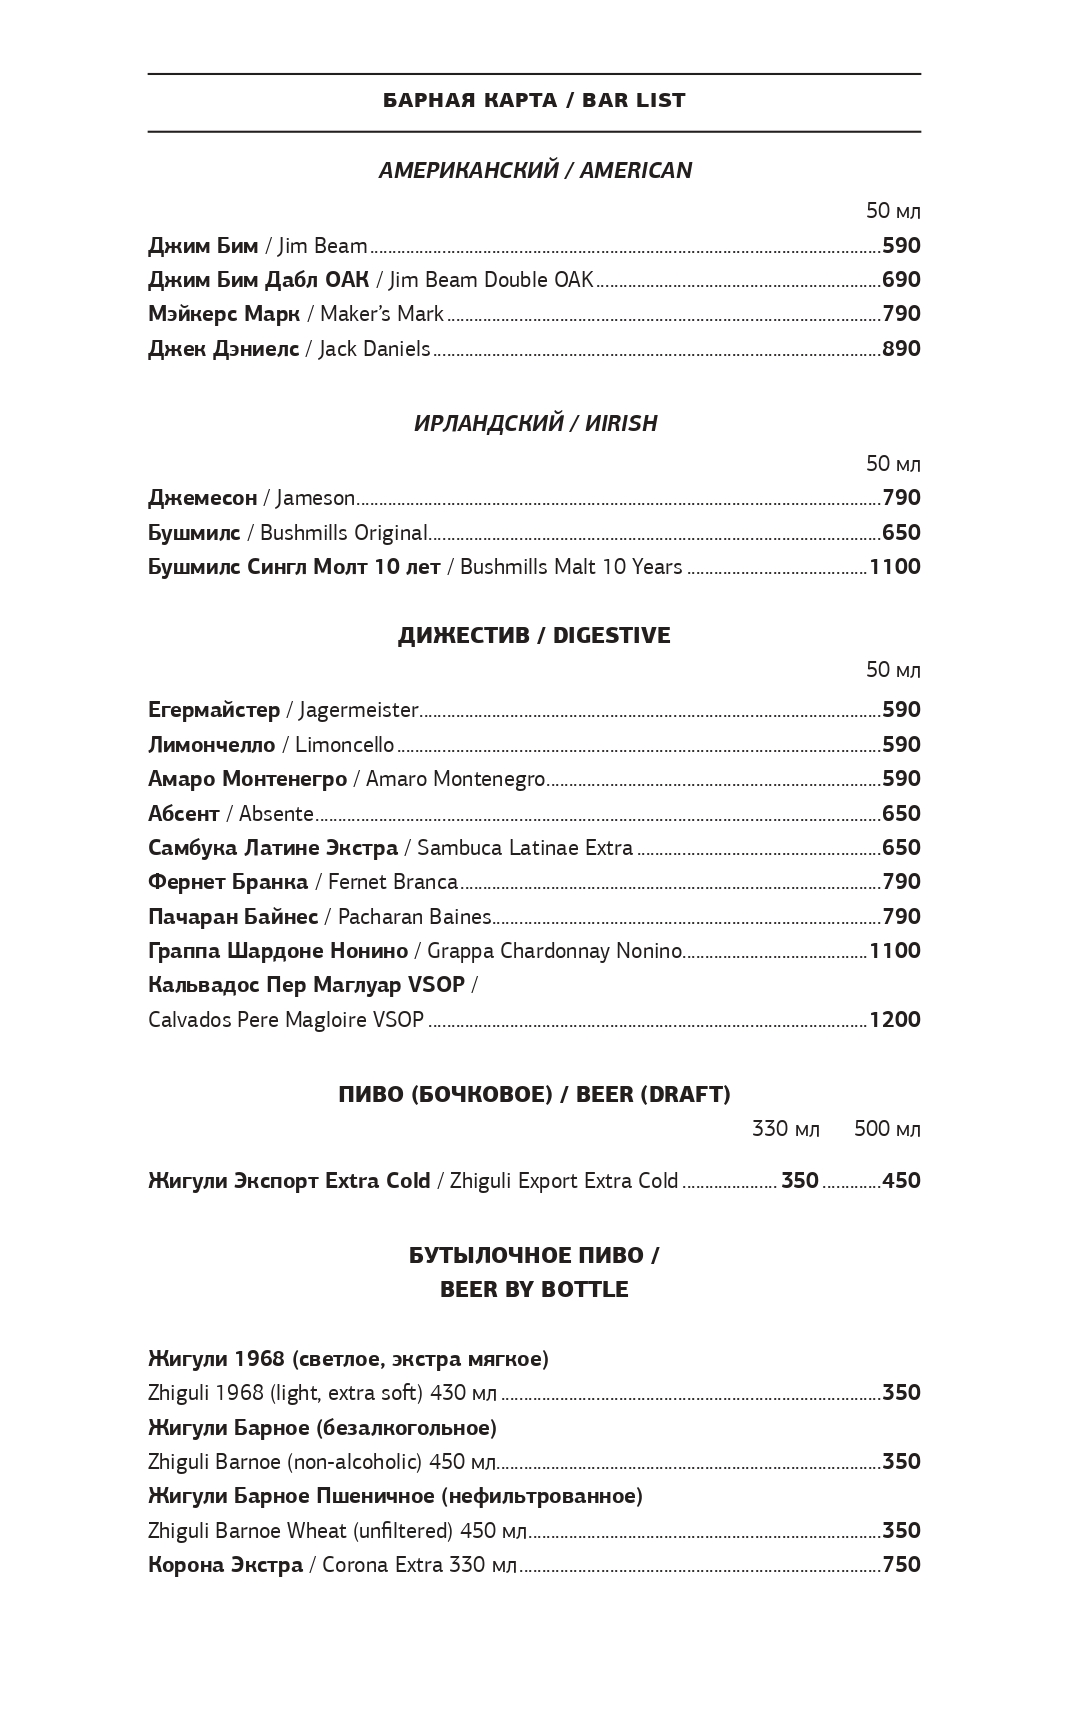 БАРНАЯ КАРТА / BAR LIST
АМЕРИКАНСКИЙ / AMERICAN
50 мл
Джим Бим / Jim Beam 590
Джим Бим Дабл ОАК / Jim Beam Double OAK 690
Мэйкерс Марк / Maker’s Mark 790
Джек Дэниелс / Jack Daniels 890
ИРЛАНДСКИЙ / ИIRISH
50 мл
Джемесон / Jameson 790
Бушмилс / Bushmills Original 650
Бушмилс Сингл Молт 10 лет / Bushmills Malt 10 Years 1100
ДИЖЕСТИВ / DIGESTIVE
50 мл
Егермайстер / Jagermeister 590
Лимончелло / Limoncello 590
Амаро Монтенегро / Amaro Montenegro 590
Абсент / Absente 650
Самбука Латине Экстра / Sambuca Latinae Extra 650
Фернет Бранка / Fernet Branca 790
Пачаран Байнес / Pacharan Baines 790
Граппа Шардоне Нонино / Grappa Chardonnay Nonino 1100
Кальвадос Пер Маглуар VSOP /
Calvados Pere Magloire VSOP 1200
ПИВО (БОЧКОВОЕ) / BEER (DRAFT)
330 мл 500 мл
Жигули Экспорт Extra Cold / Zhiguli Export Extra Cold 350 450
БУТЫЛОЧНОЕ ПИВО /
BEER BY BOTTLE
Жигули 1968 (светлое, экстра мягкое)
Zhiguli 1968 (light, extra soft) 430 мл 350
Жигули Барное (безалкогольное)
Zhiguli Barnoe (non-alcoholic) 450 мл 350
Жигули Барное Пшеничное (нефильтрованное)
Zhiguli Barnoe Wheat (unfiltered) 450 мл 350
Корона Экстра / Corona Extra 330 мл 750